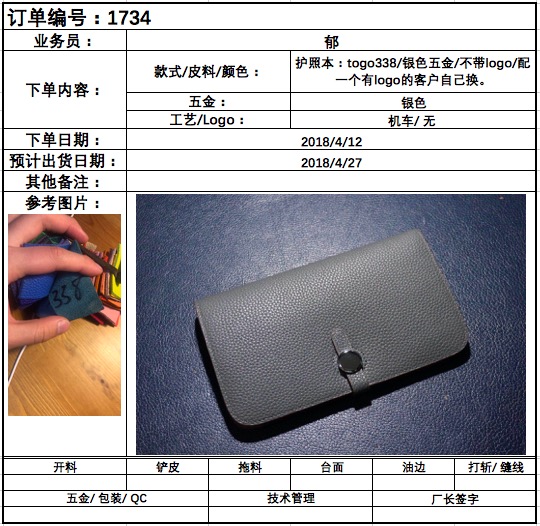 订单编号：1734
业务员： 郁
下单内容： 款式/皮料/颜色： 护照本：togo338/银色五金/不带logo/配
一个有logo的客户自己换。
五金： 银色
工艺/Logo： 机车/ 无
下单日期： 2018/4/12
预计出货日期： 2018/4/27
其他备注：
参考图片：
338
开料 铲皮 拖料 台面 油边 打斩/ 缝线
五金/ 包装/ QC 技术管理 厂长签字